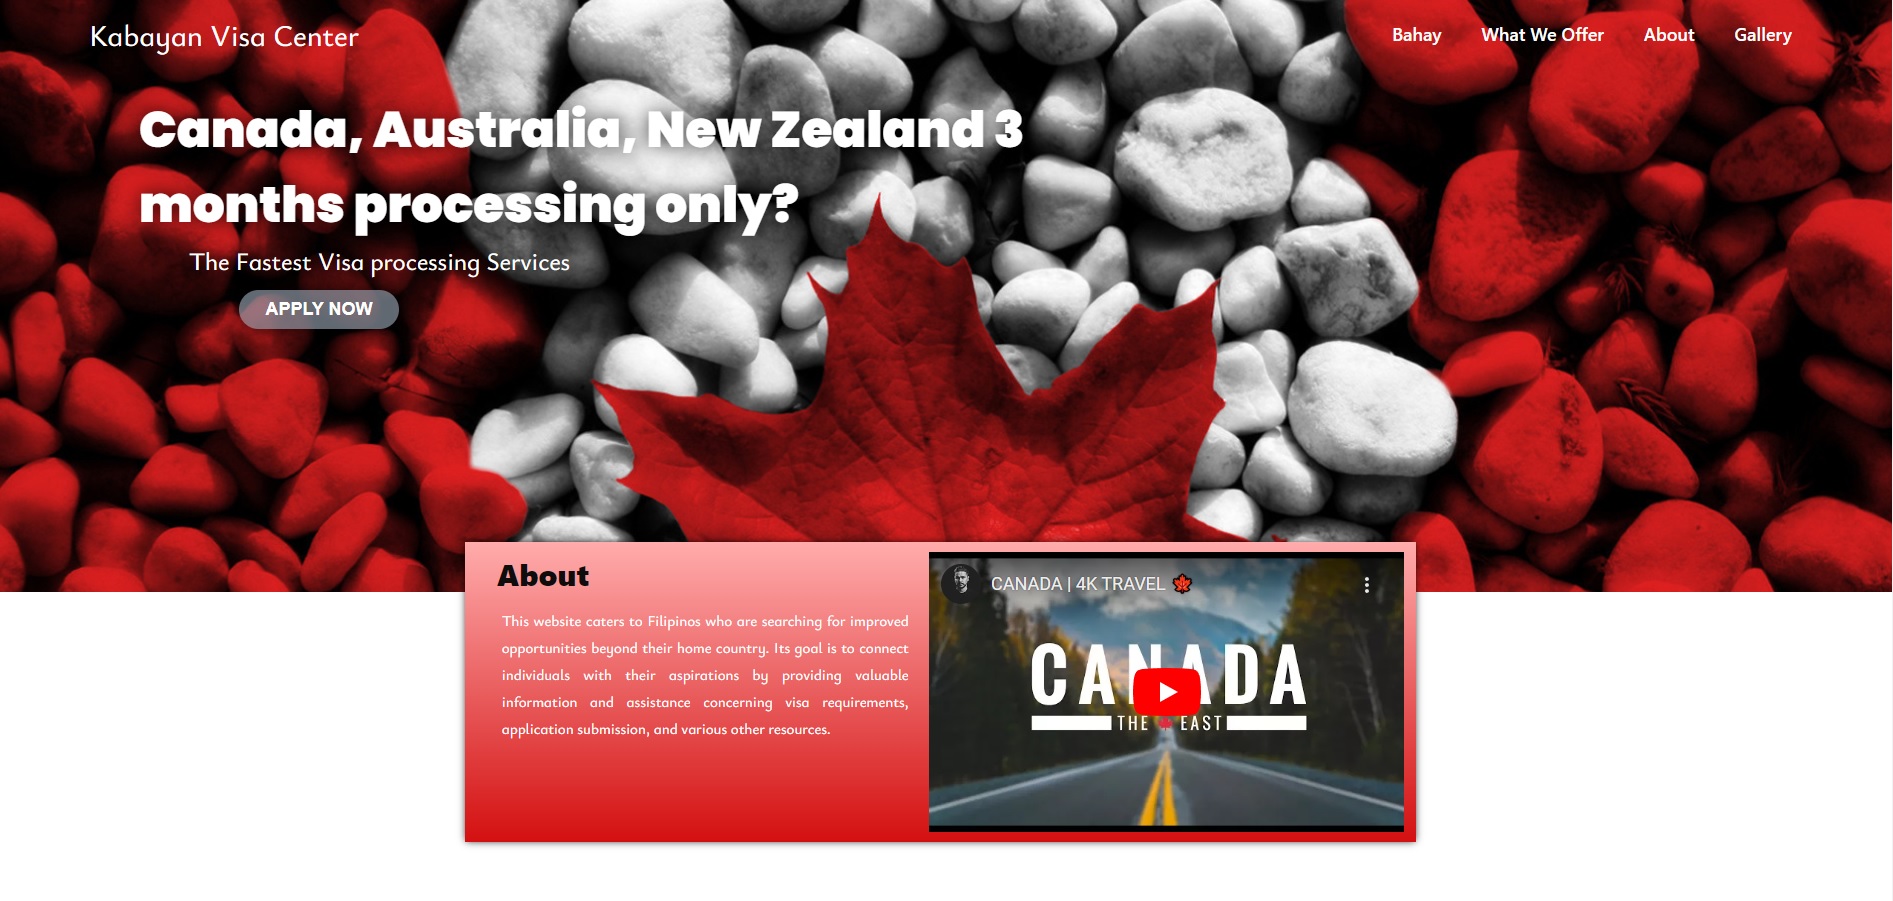 Kabayan Visa Center
Bahay
What We Offer
About
Gallery
Canada, Australia, New Zealand 3
months processing only?
The Fastest Visa processing Services
APPLY NOW
About
This website caters to Filipinos who are searching for improved
opportunities beyond their home country. Its goal is to connect
individuals with their aspirations by providing valuable
information and assistance concerning visa requirements,
application submission, and various other resources.
CANADA | 4K TRAVEL 🍁
CANADA
THE EAST